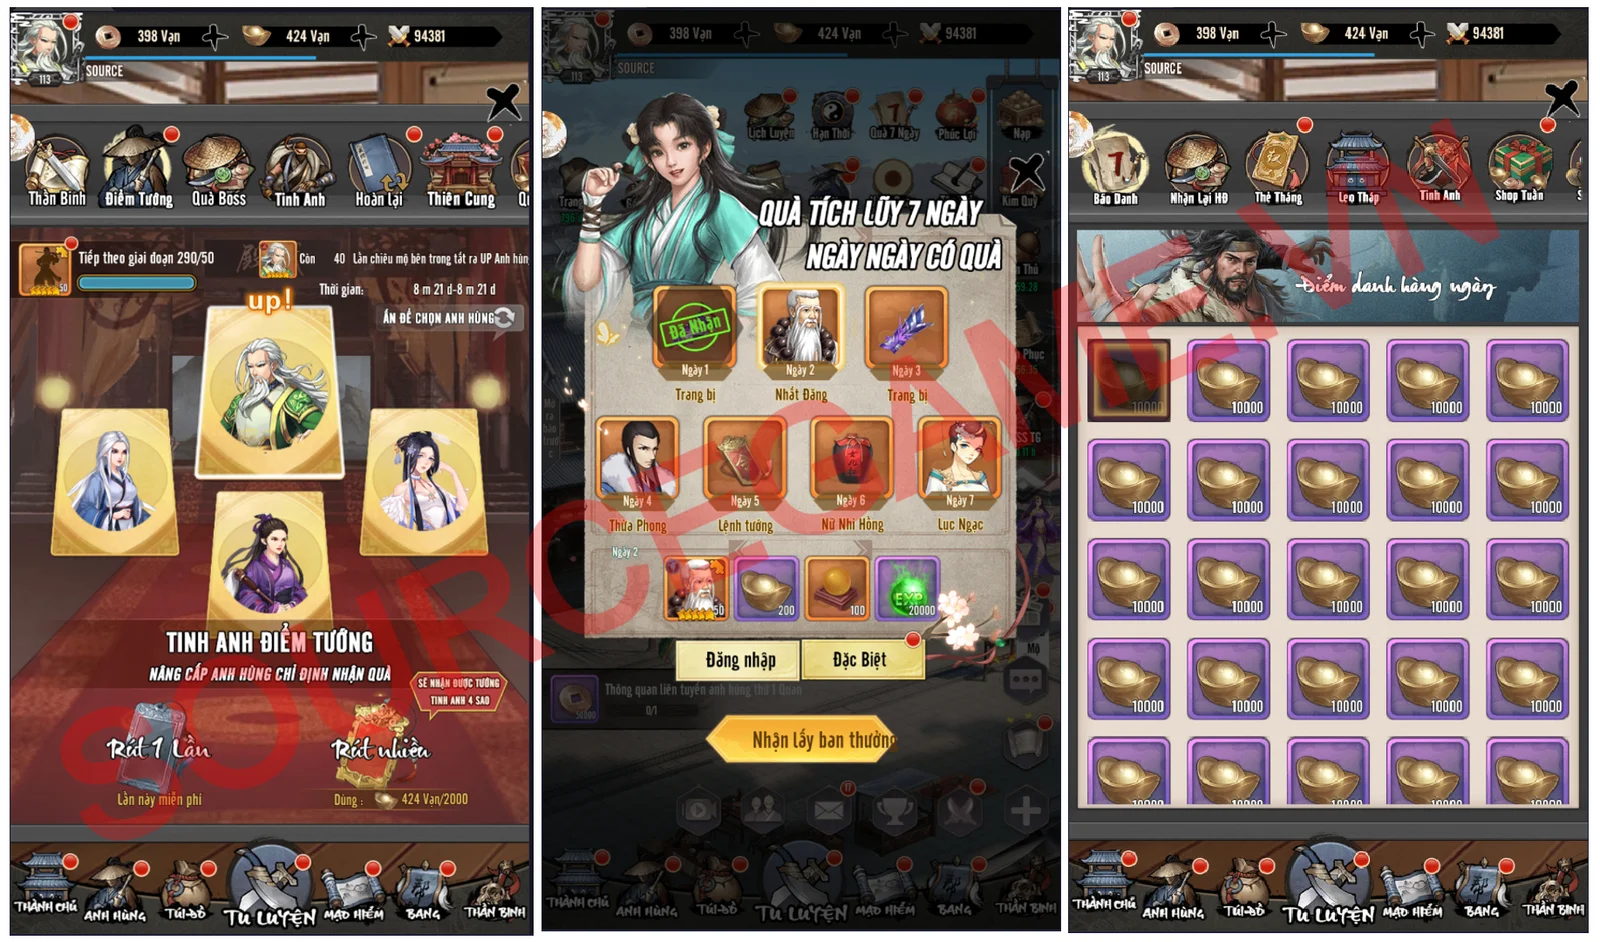 398 Vạn
424 Vạn
94381
113
SOURCE
Thần Binh
Điểm Tướng
Quà Boss
Tinh Anh
Hoàn lại
Thiên Cung
Tiếp theo giai đoạn 290/50
50
Còn 40 Lần chiêu mộ bên trong tất ra UP Anh hùn
up!
Thời gian: 8 m 21 d-8 m 21 d
ẤN ĐỂ CHỌN ANH HÙNG
TINH ANH ĐIỂM TƯỚNG
NÂNG CẤP ANH HÙNG CHỈ ĐỊNH NHẬN QUÀ
SẼ NHẬN ĐƯỢC TƯỚNG
TINH ANH 4 SAO
Rút 1 Lần
Rút nhiều
Lần này miễn phí
Dùng : 424 Vạn/2000
THÀNH CHỦ
ANH HÙNG
TÚI ĐỒ
TU LUYỆN
MẠO HIỂM
BANG
THẦN BINH
398 Vạn
424 Vạn
94381
113
SOURCE
Lịch Luyện
Hạn Thời
Quà 7 Ngày
Phúc Lợi
Nạp
Kim Quỹ
QUÀ TÍCH LŨY 7 NGÀY
NGÀY NGÀY CÓ QUÀ
Đã Nhận
Ngày 1
Ngày 2
Ngày 3
Trang bị
Nhất Đăng
Trang bị
Ngày 4
Ngày 5
Ngày 6
Ngày 7
Thừa Phong
Lệnh tướng
Nữ Nhi Hồng
Lục Ngạc
Ngày 2
50
200
100
EXP
20000
Đăng nhập
Đặc Biệt
Thông quan liên tuyến anh hùng thứ 1 Quan
50000
0/1
Mộ
Nhận lấy ban thưởng
17
THÀNH CHỦ
ANH HÙNG
TÚI ĐỒ
TU LUYỆN
MẠO HIỂM
BANG
THẦN BINH
398 Vạn
424 Vạn
94381
113
SOURCE
1
Báo Danh
Nhận Lại HĐ
Thẻ Tháng
Leo Tháp
Tinh Anh
Shop Tuần
Điểm danh hàng ngày
10000 10000 10000 10000 10000
10000 10000 10000 10000 10000
10000 10000 10000 10000 10000
10000 10000 10000 10000 10000
10000 10000 10000 10000 10000
THÀNH CHỦ
ANH HÙNG
TÚI ĐỒ
TU LUYỆN
MẠO HIỂM
BANG
THẦN BINH
SOURCEGAME.VN